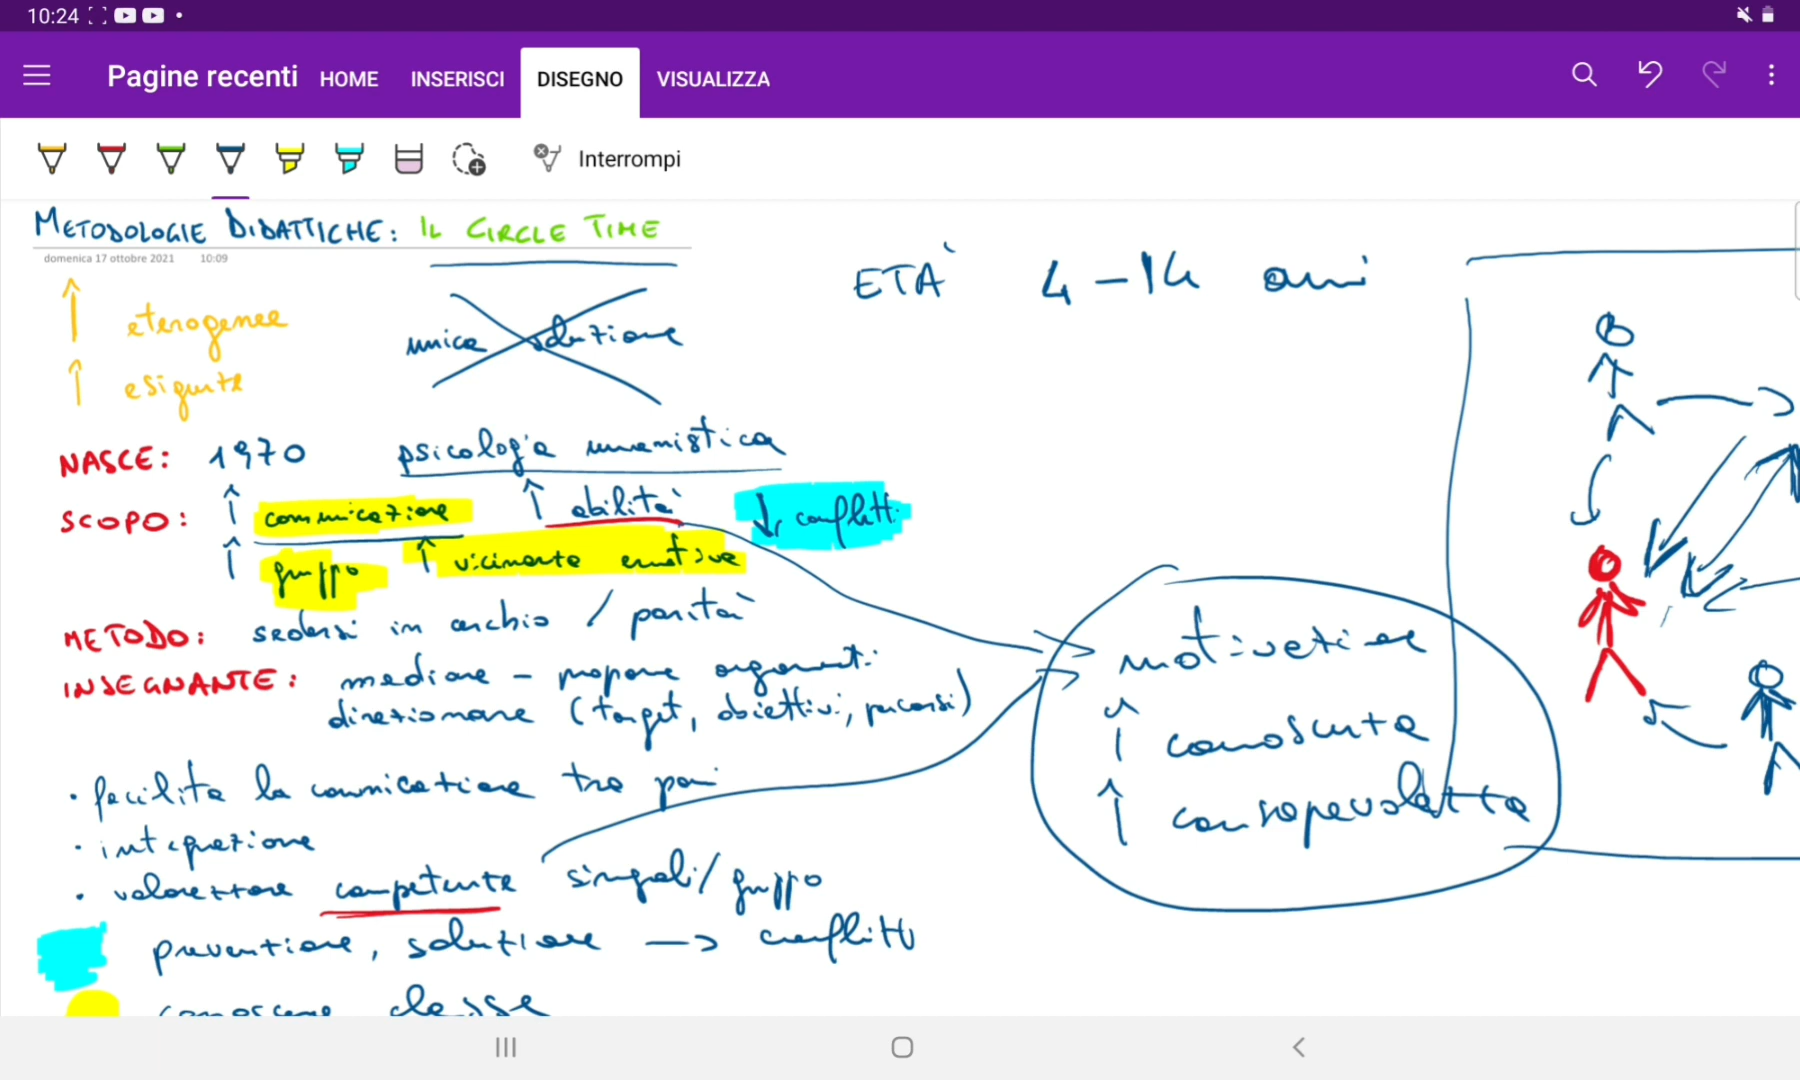 10:24
Pagine recenti HOME INSERISCI DISEGNO VISUALIZZA
Interrompi
METODOLOGIE DIDATTICHE: IL CIRCLE TIME
domenica 17 ottobre 2021 10:09
ETÀ 4-14 anni
↑ eterogenee
unica soluzione
↑ esigenze
NASCE: 1970 psicologia umanistica
SCOPO: ↑ comunicazione ↑ abilità ↓ conflitti
↑ gruppo ↑ vicinanza emotiva
METODO: sedersi in cerchio / parità
INSEGNANTE: mediare - propone argomenti
direzionare (target, obiettivi, percorsi)
motivazione
↑ conoscenza
↑ consapevolezza
· facilita la comunicazione tra pari
· integrazione
· valorizzare competenze singoli/gruppo
prevenzione, soluzione → conflitti
conoscere classe